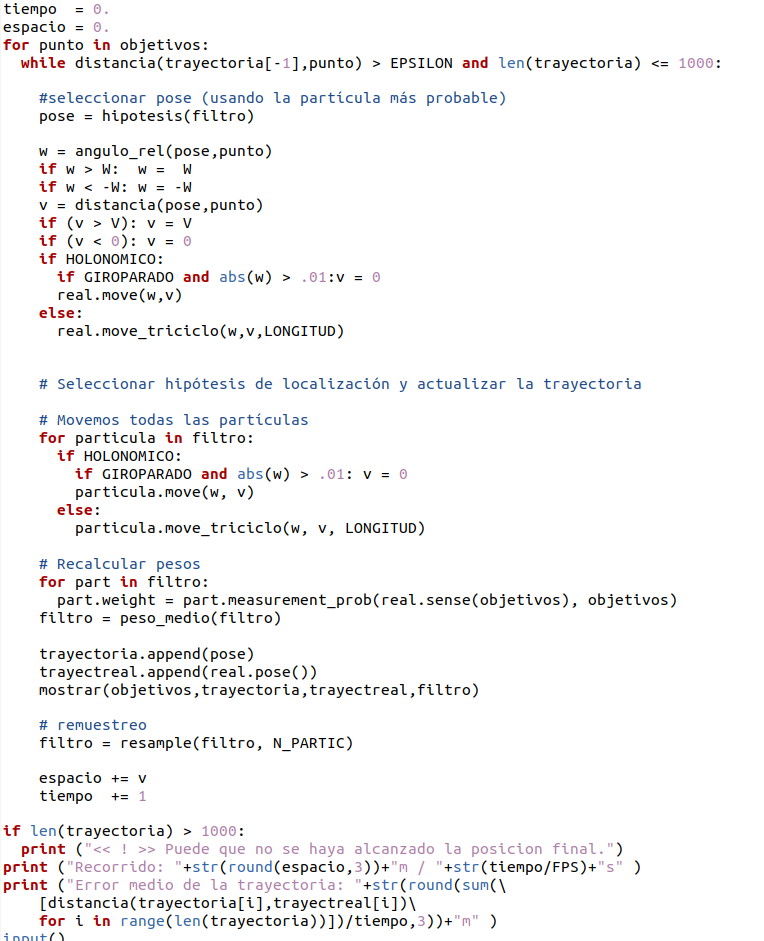 tiempo  = 0.
espacio = 0.
for punto in objetivos:
  while distancia(trayectoria[-1],punto) > EPSILON and len(trayectoria) <= 1000:

    #seleccionar pose (usando la partícula más probable)
    pose = hipotesis(filtro)

    w = angulo_rel(pose,punto)
    if w > W:  w =  W
    if w < -W: w = -W
    v = distancia(pose,punto)
    if (v > V): v = V
    if (v < 0): v = 0
    if HOLONOMICO:
      if GIROPARADO and abs(w) > .01:v = 0
      real.move(w,v)
    else:
      real.move_triciclo(w,v,LONGITUD)


    # Seleccionar hipótesis de localización y actualizar la trayectoria

    # Movemos todas las partículas
    for particula in filtro:
      if HOLONOMICO:
        if GIROPARADO and abs(w) > .01: v = 0
        particula.move(w, v)
      else:
        particula.move_triciclo(w, v, LONGITUD)

    # Recalcular pesos
    for part in filtro:
      part.weight = part.measurement_prob(real.sense(objetivos), objetivos)
    filtro = peso_medio(filtro)

    trayectoria.append(pose)
    trayectreal.append(real.pose())
    mostrar(objetivos,trayectoria,trayectreal,filtro)

    # remuestreo
    filtro = resample(filtro, N_PARTIC)

    espacio += v
    tiempo  += 1

if len(trayectoria) > 1000:
  print ("<< ! >> Puede que no se haya alcanzado la posicion final.")
print ("Recorrido: "+str(round(espacio,3))+"m / "+str(tiempo/FPS)+"s" )
print ("Error medio de la trayectoria: "+str(round(sum(\
    [distancia(trayectoria[i],trayectreal[i])\
    for i in range(len(trayectoria))])/tiempo,3))+"m" )
input()